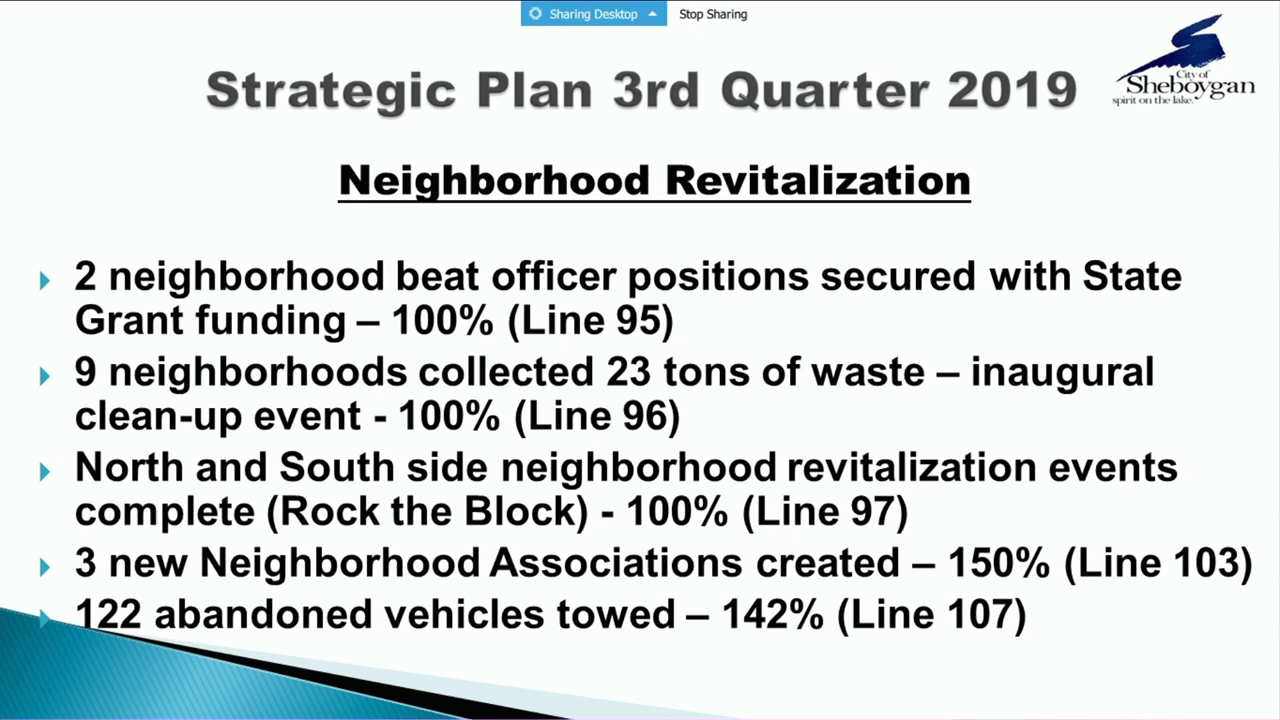 Sharing Desktop Stop Sharing
Strategic Plan 3rd Quarter 2019
City of
Sheboygan
spirit on the lake.
Neighborhood Revitalization
2 neighborhood beat officer positions secured with State
Grant funding – 100% (Line 95)
9 neighborhoods collected 23 tons of waste – inaugural
clean-up event - 100% (Line 96)
North and South side neighborhood revitalization events
complete (Rock the Block) - 100% (Line 97)
3 new Neighborhood Associations created – 150% (Line 103)
122 abandoned vehicles towed – 142% (Line 107)